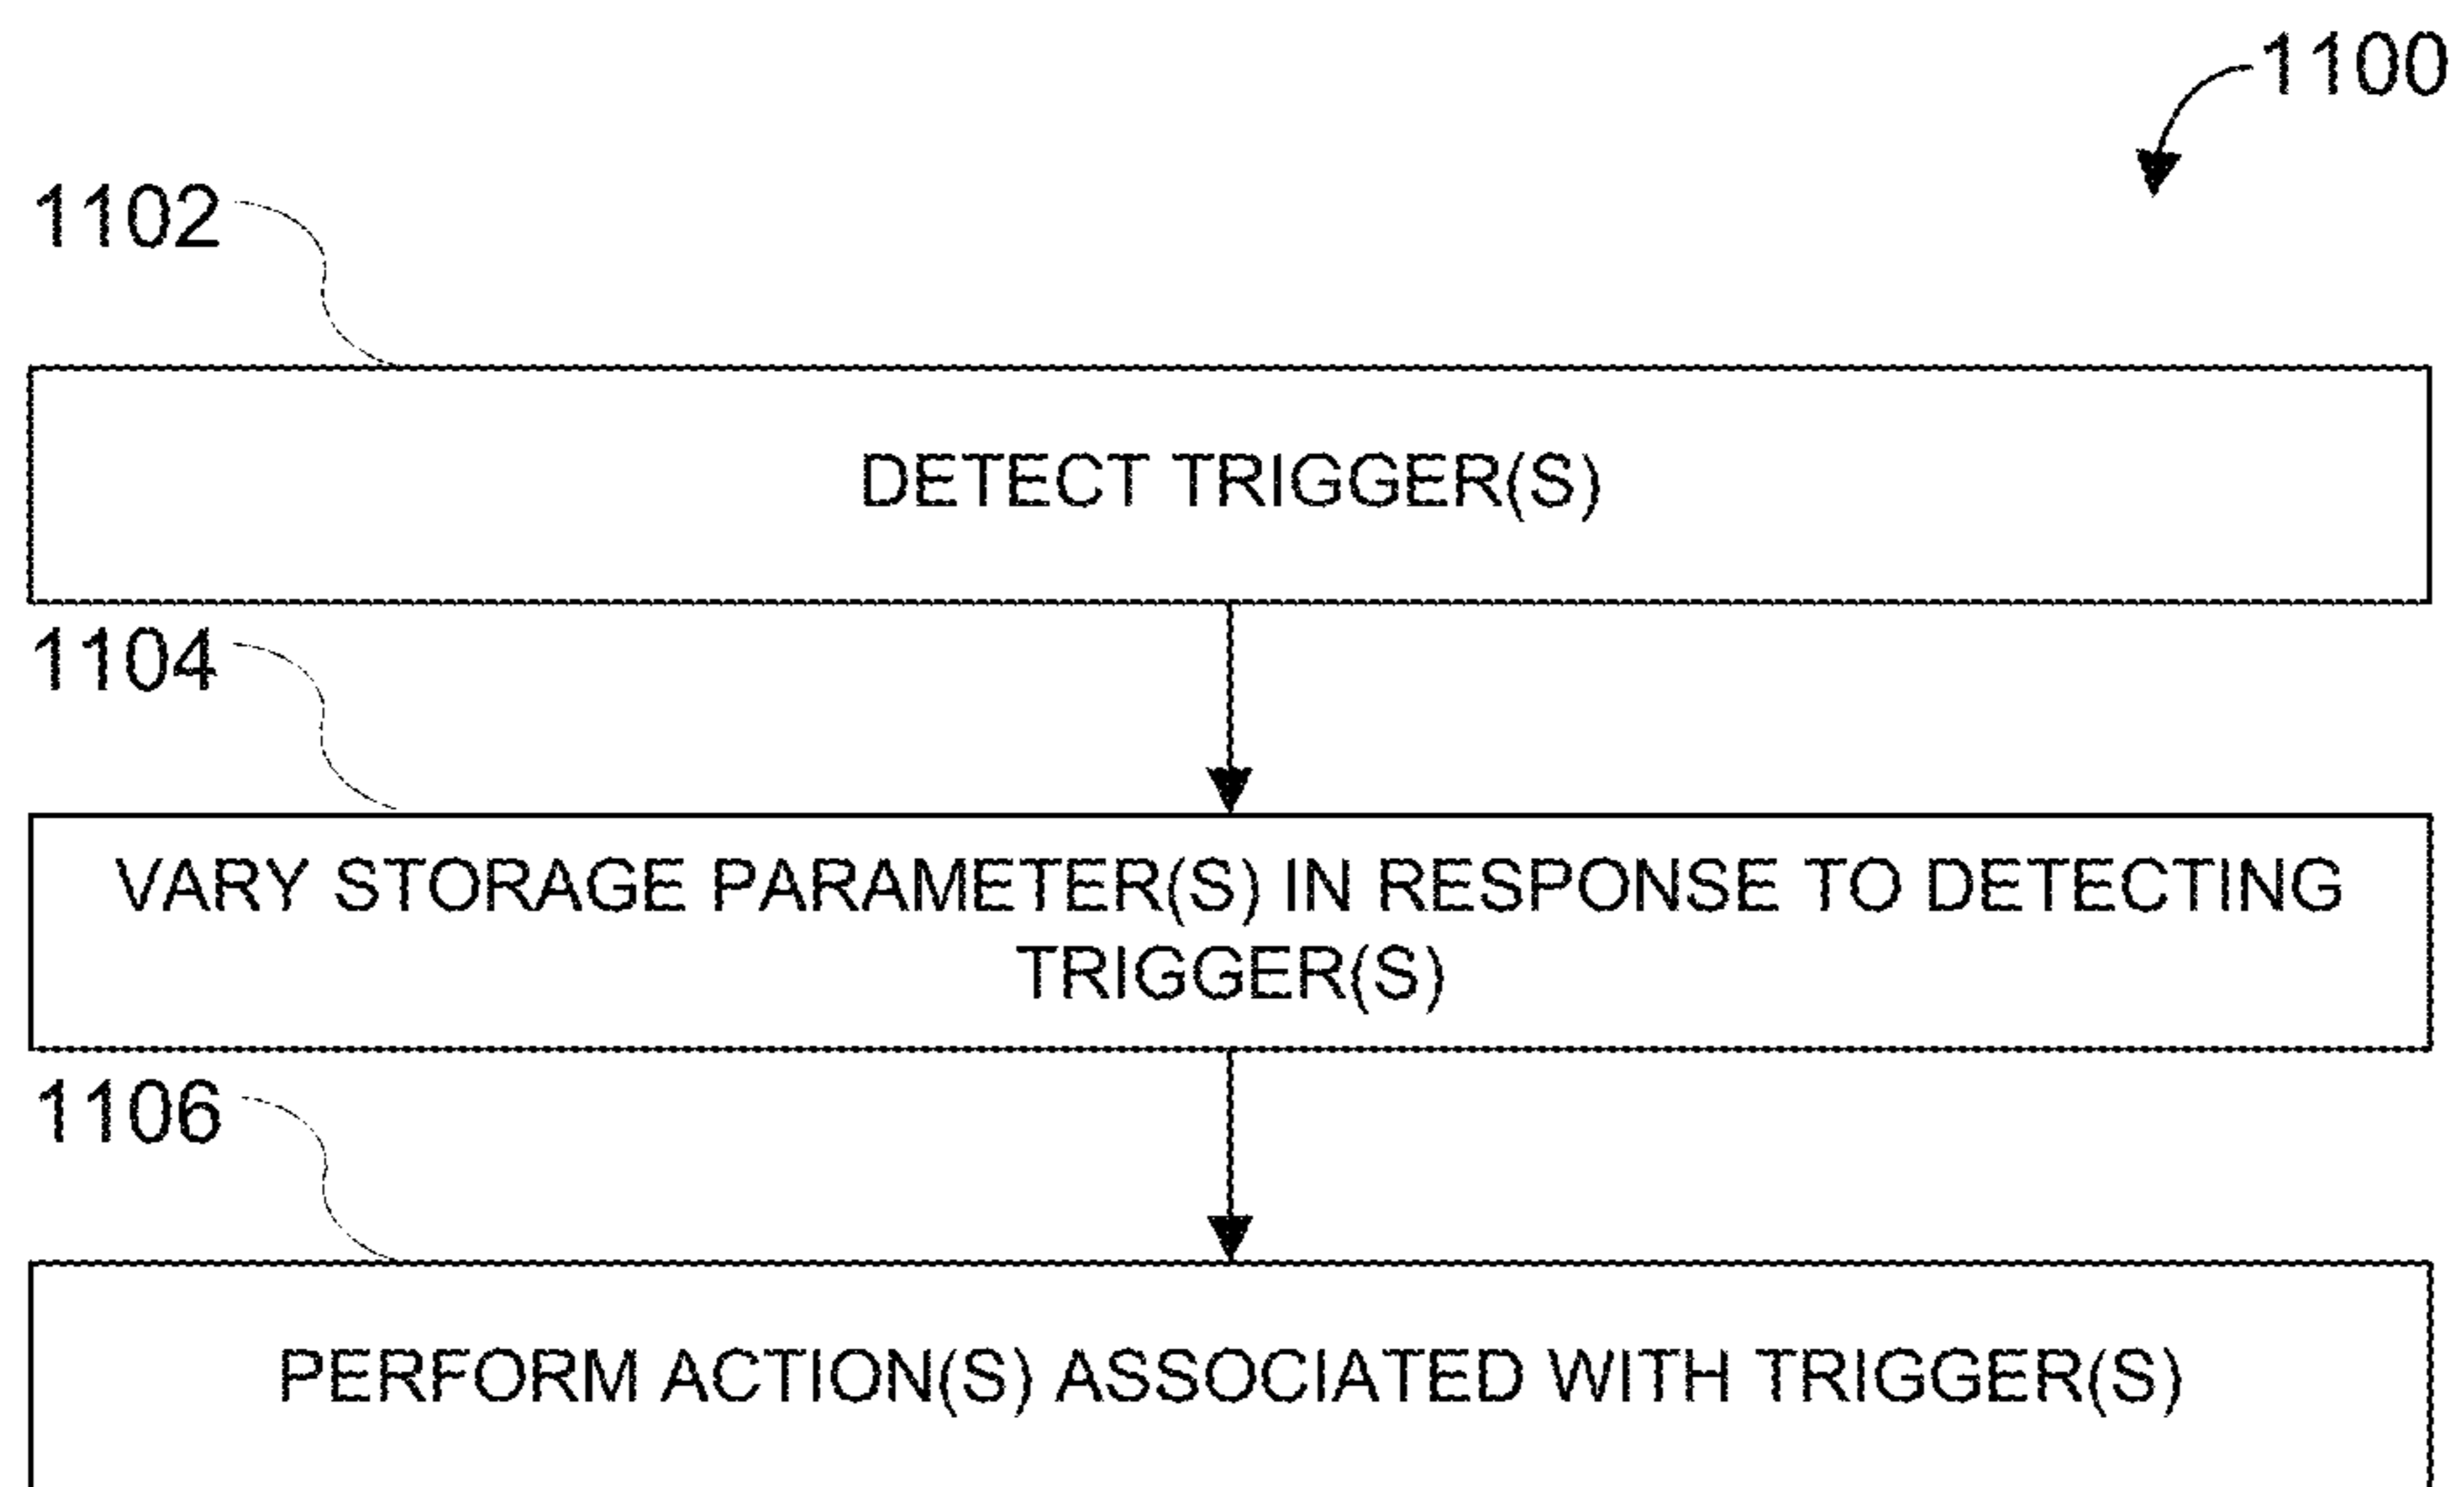 1100
1102
DETECT TRIGGER(S)
1104
VARY STORAGE PARAMETER(S) IN RESPONSE TO DETECTING
TRIGGER(S)
1106
PERFORM ACTION(S) ASSOCIATED WITH TRIGGER(S)